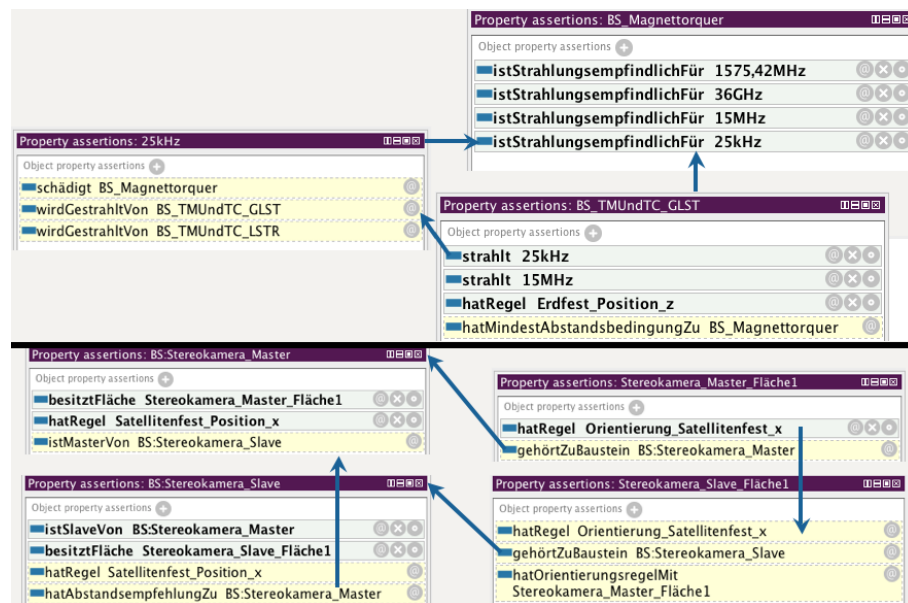 Property assertions: BS_Magnettorquer
Object property assertions
istStrahlungsempfindlichFür 1575,42MHz
istStrahlungsempfindlichFür 36GHz
istStrahlungsempfindlichFür 15MHz
istStrahlungsempfindlichFür 25kHz
Property assertions: 25kHz
Object property assertions
schädigt BS_Magnettorquer
wirdGestrahltVon BS_TMUndTC_GLST
wirdGestrahltVon BS_TMUndTC_LSTR
Property assertions: BS_TMUndTC_GLST
Object property assertions
strahlt 25kHz
strahlt 15MHz
hatRegel Erdfest_Position_z
hatMindestAbstandsbedingungZu BS_Magnettorquer
Property assertions: BS:Stereokamera_Master
Object property assertions
besitztFläche Stereokamera_Master_Fläche1
hatRegel Satellitenfest_Position_x
istMasterVon BS:Stereokamera_Slave
Property assertions: Stereokamera_Master_Fläche1
Object property assertions
hatRegel Orientierung_Satellitenfest_x
gehörtZuBaustein BS:Stereokamera_Master
Property assertions: BS:Stereokamera_Slave
Object property assertions
istSlaveVon BS:Stereokamera_Master
besitztFläche Stereokamera_Slave_Fläche1
hatRegel Satellitenfest_Position_x
hatAbstandsempfehlungZu BS:Stereokamera_Master
Property assertions: Stereokamera_Slave_Fläche1
Object property assertions
hatRegel Orientierung_Satellitenfest_x
gehörtZuBaustein BS:Stereokamera_Slave
hatOrientierungsregelMit
Stereokamera_Master_Fläche1